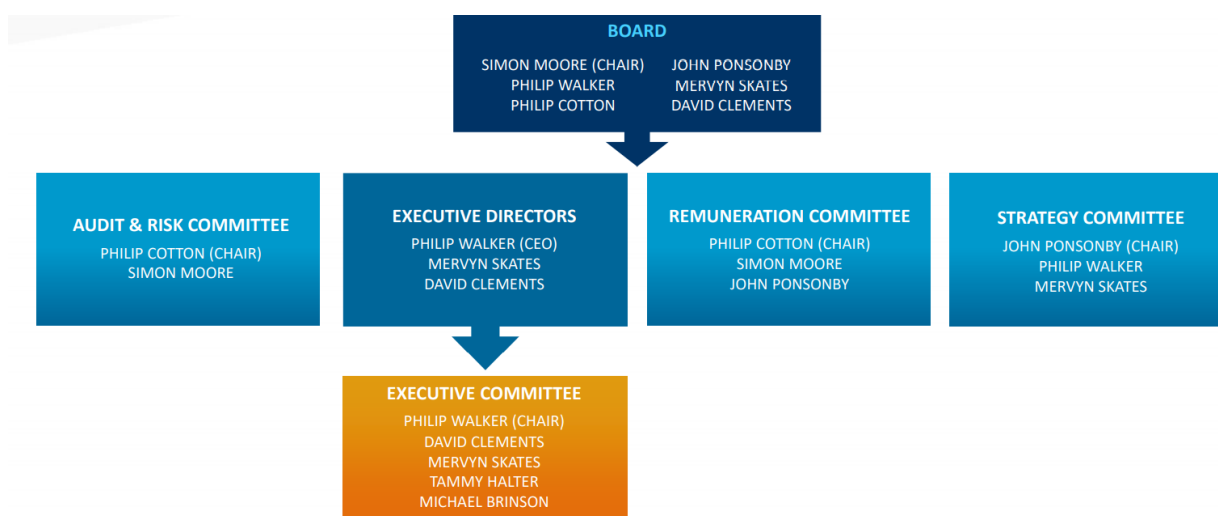 BOARD
SIMON MOORE (CHAIR)
PHILIP WALKER
PHILIP COTTON
JOHN PONSONBY
MERVYN SKATES
DAVID CLEMENTS
AUDIT & RISK COMMITTEE
PHILIP COTTON (CHAIR)
SIMON MOORE
EXECUTIVE DIRECTORS
PHILIP WALKER (CEO)
MERVYN SKATES
DAVID CLEMENTS
REMUNERATION COMMITTEE
PHILIP COTTON (CHAIR)
SIMON MOORE
JOHN PONSONBY
STRATEGY COMMITTEE
JOHN PONSONBY (CHAIR)
PHILIP WALKER
MERVYN SKATES
EXECUTIVE COMMITTEE
PHILIP WALKER (CHAIR)
DAVID CLEMENTS
MERVYN SKATES
TAMMY HALTER
MICHAEL BRINSON